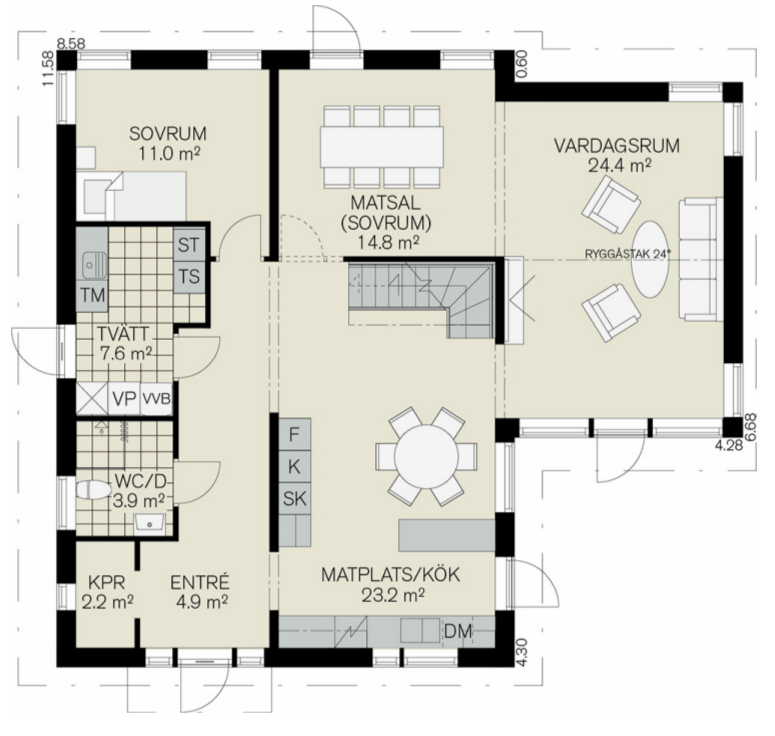 8.58
11.58
0.60
SOVRUM
11.0 m²
MATSAL
(SOVRUM)
14.8 m²
VARDAGSRUM
24.4 m²
RYGGÅSTAK 24°
ST
TS
TM
TVÄTT
7.6 m²
VP
VVB
F
K
SK
WC/D
3.9 m²
6.68
4.28
KPR
2.2 m²
ENTRÉ
4.9 m²
MATPLATS/KÖK
23.2 m²
DM
4.30